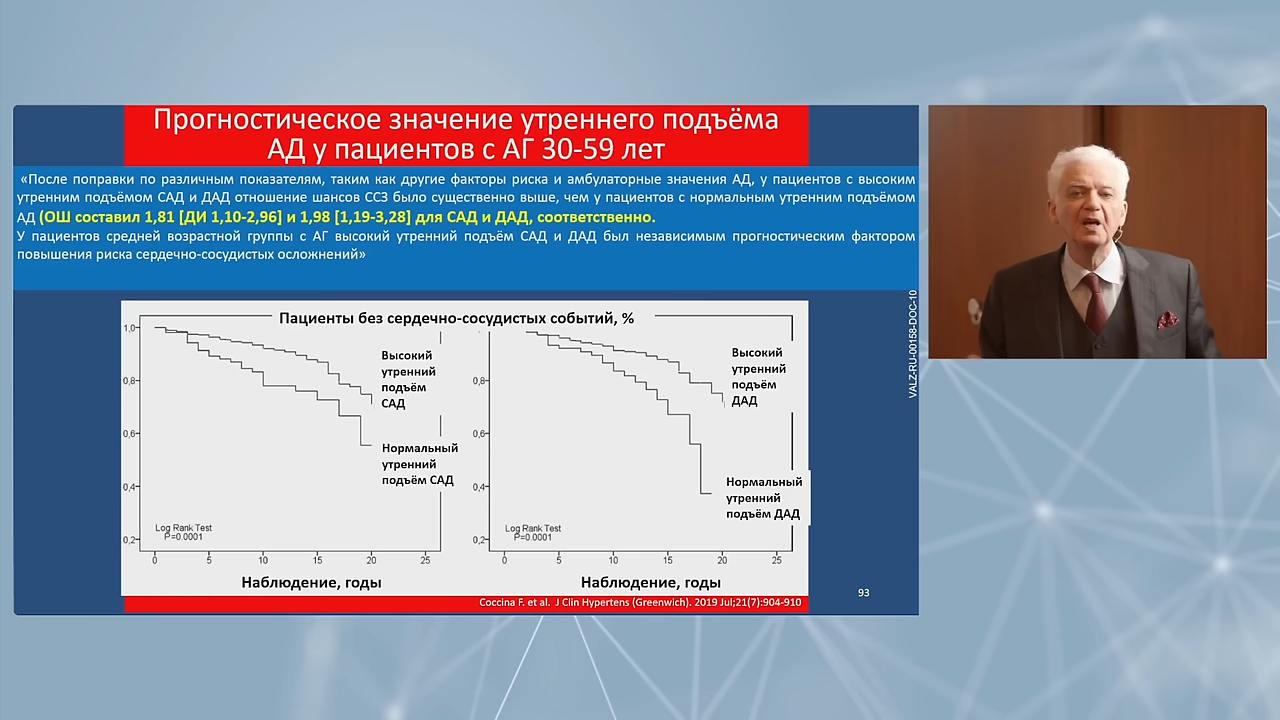 Прогностическое значение утреннего подъёма
АД у пациентов с АГ 30-59 лет
«После поправки по различным показателям, таким как другие факторы риска и амбулаторные значения АД, у пациентов с высоким
утренним подъёмом САД и ДАД отношение шансов ССЗ было существенно выше, чем у пациентов с нормальным утренним подъёмом
АД (ОШ составил 1,81 [ДИ 1,10-2,96] и 1,98 [1,19-3,28] для САД и ДАД, соответственно.
У пациентов средней возрастной группы с АГ высокий утренний подъём САД и ДАД был независимым прогностическим фактором
повышения риска сердечно-сосудистых осложнений»
Пациенты без сердечно-сосудистых событий, %
1,0
0,8
0,6
0,4
0,2
Высокий
утренний
подъём
САД
Нормальный
утренний
подъём САД
Log Rank Test
P=0.0001
0 5 10 15 20 25
Наблюдение, годы
0,8
0,6
0,4
0,2
Высокий
утренний
подъём
ДАД
Нормальный
утренний
подъём ДАД
Log Rank Test
P=0.0001
0 5 10 15 20 25
Наблюдение, годы
VALZ-RU-00158-DOC-10
93
Coccina F. et al. J Clin Hypertens (Greenwich). 2019 Jul;21(7):904-910